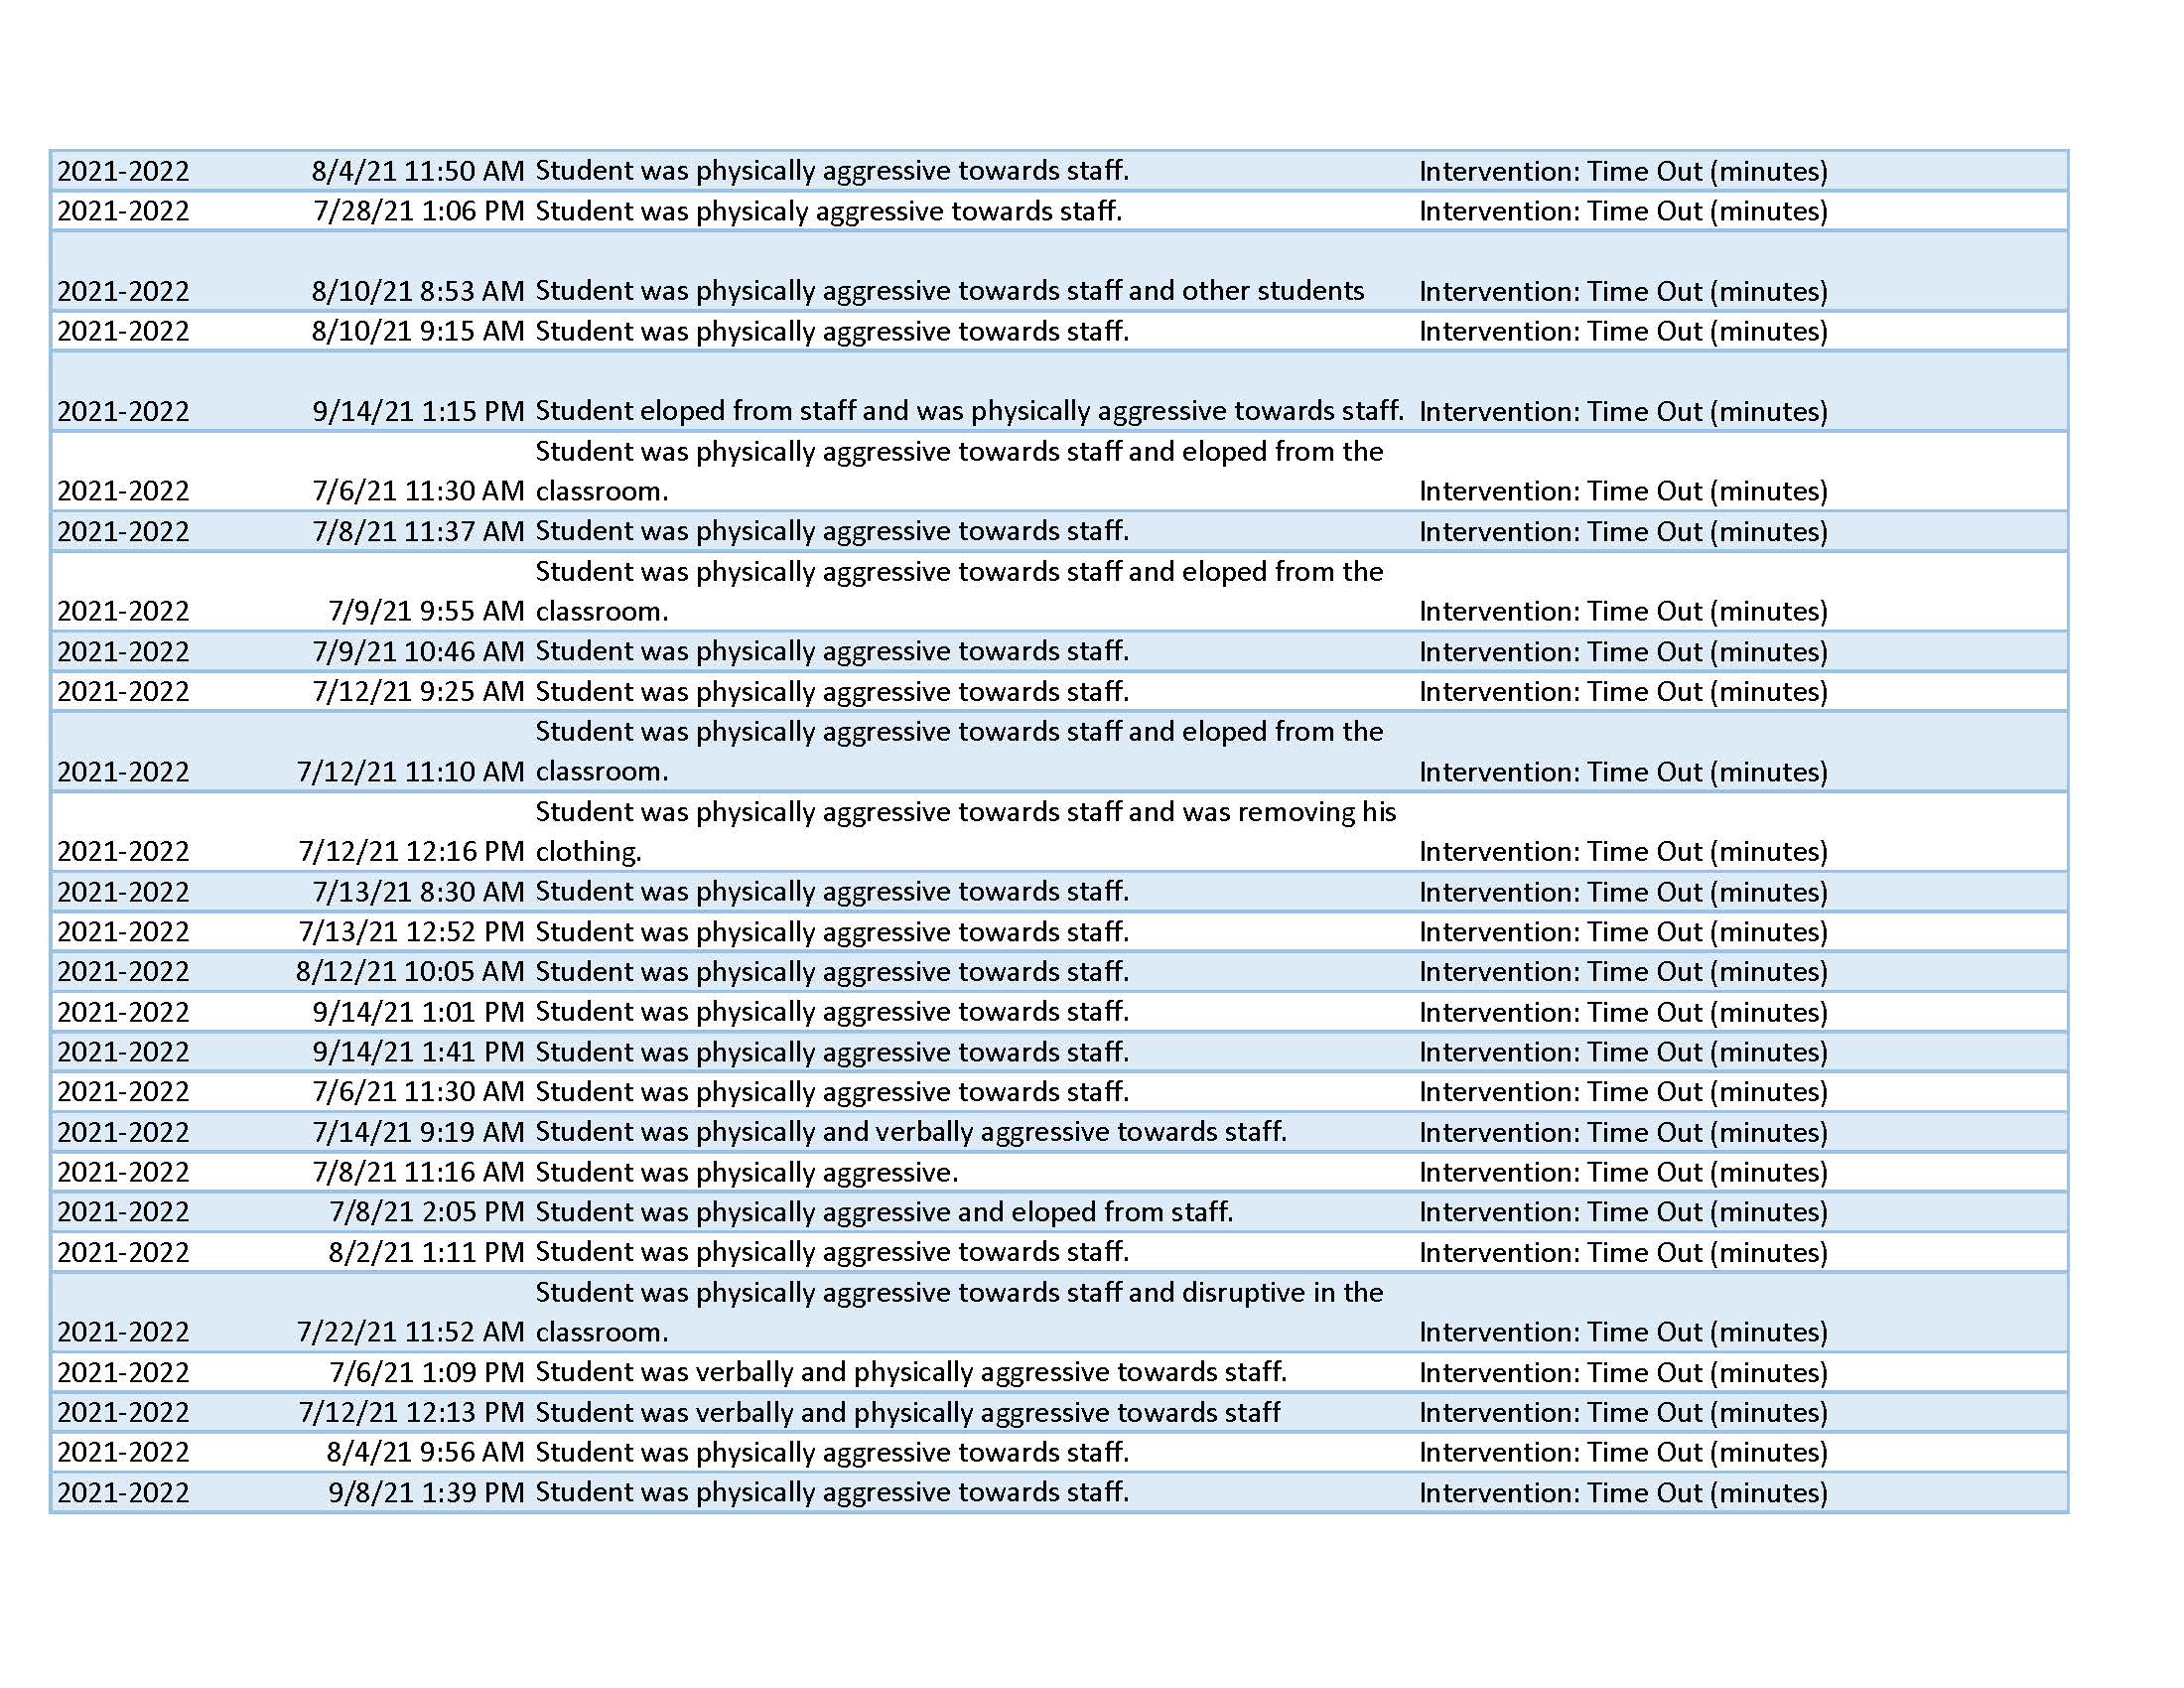 2021-2022 8/4/21 11:50 AM Student was physically aggressive towards staff. Intervention: Time Out (minutes)
2021-2022 7/28/21 1:06 PM Student was physicaly aggressive towards staff. Intervention: Time Out (minutes)
2021-2022 8/10/21 8:53 AM Student was physically aggressive towards staff and other students Intervention: Time Out (minutes)
2021-2022 8/10/21 9:15 AM Student was physically aggressive towards staff. Intervention: Time Out (minutes)
2021-2022 9/14/21 1:15 PM Student eloped from staff and was physically aggressive towards staff. Intervention: Time Out (minutes)
Student was physically aggressive towards staff and eloped from the
2021-2022 7/6/21 11:30 AM classroom. Intervention: Time Out (minutes)
2021-2022 7/8/21 11:37 AM Student was physically aggressive towards staff. Intervention: Time Out (minutes)
Student was physically aggressive towards staff and eloped from the
2021-2022 7/9/21 9:55 AM classroom. Intervention: Time Out (minutes)
2021-2022 7/9/21 10:46 AM Student was physically aggressive towards staff. Intervention: Time Out (minutes)
2021-2022 7/12/21 9:25 AM Student was physically aggressive towards staff. Intervention: Time Out (minutes)
Student was physically aggressive towards staff and eloped from the
2021-2022 7/12/21 11:10 AM classroom. Intervention: Time Out (minutes)
Student was physically aggressive towards staff and was removing his
2021-2022 7/12/21 12:16 PM clothing. Intervention: Time Out (minutes)
2021-2022 7/13/21 8:30 AM Student was physically aggressive towards staff. Intervention: Time Out (minutes)
2021-2022 7/13/21 12:52 PM Student was physically aggressive towards staff. Intervention: Time Out (minutes)
2021-2022 8/12/21 10:05 AM Student was physically aggressive towards staff. Intervention: Time Out (minutes)
2021-2022 9/14/21 1:01 PM Student was physically aggressive towards staff. Intervention: Time Out (minutes)
2021-2022 9/14/21 1:41 PM Student was physically aggressive towards staff. Intervention: Time Out (minutes)
2021-2022 7/6/21 11:30 AM Student was physically aggressive towards staff. Intervention: Time Out (minutes)
2021-2022 7/14/21 9:19 AM Student was physically and verbally aggressive towards staff. Intervention: Time Out (minutes)
2021-2022 7/8/21 11:16 AM Student was physically aggressive. Intervention: Time Out (minutes)
2021-2022 7/8/21 2:05 PM Student was physically aggressive and eloped from staff. Intervention: Time Out (minutes)
2021-2022 8/2/21 1:11 PM Student was physically aggressive towards staff. Intervention: Time Out (minutes)
Student was physically aggressive towards staff and disruptive in the
2021-2022 7/22/21 11:52 AM classroom. Intervention: Time Out (minutes)
2021-2022 7/6/21 1:09 PM Student was verbally and physically aggressive towards staff. Intervention: Time Out (minutes)
2021-2022 7/12/21 12:13 PM Student was verbally and physically aggressive towards staff Intervention: Time Out (minutes)
2021-2022 8/4/21 9:56 AM Student was physically aggressive towards staff. Intervention: Time Out (minutes)
2021-2022 9/8/21 1:39 PM Student was physically aggressive towards staff. Intervention: Time Out (minutes)